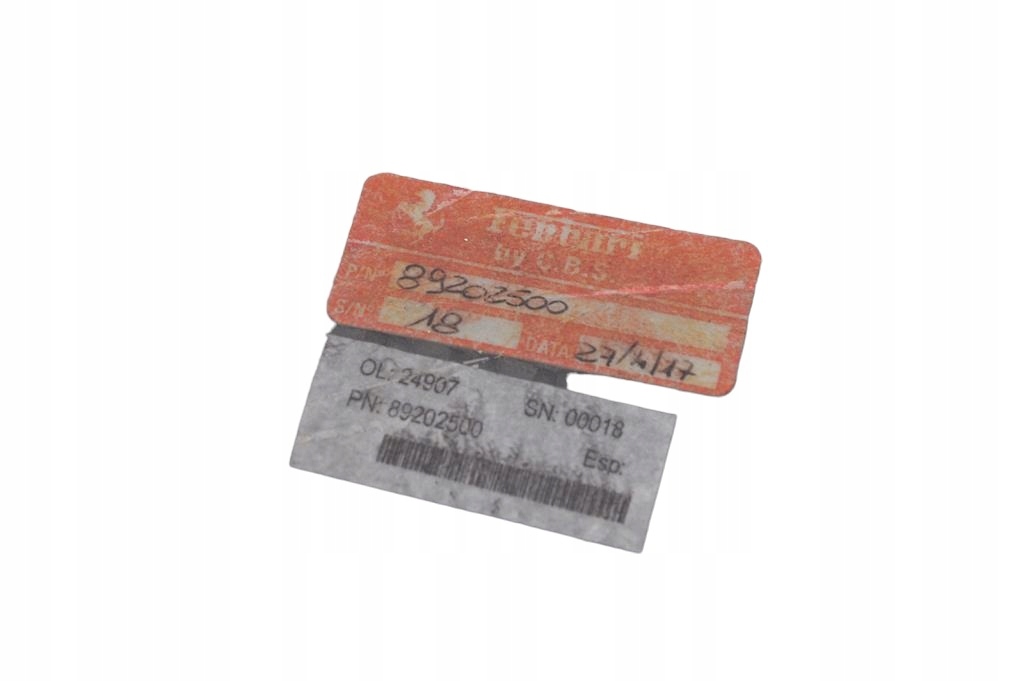 Ferrari
by C.B.S.
P/N 89202500
S/N 18 DATA 27/4/17
OL: 24907 SN: 00018
PN: 89202500
Esp: